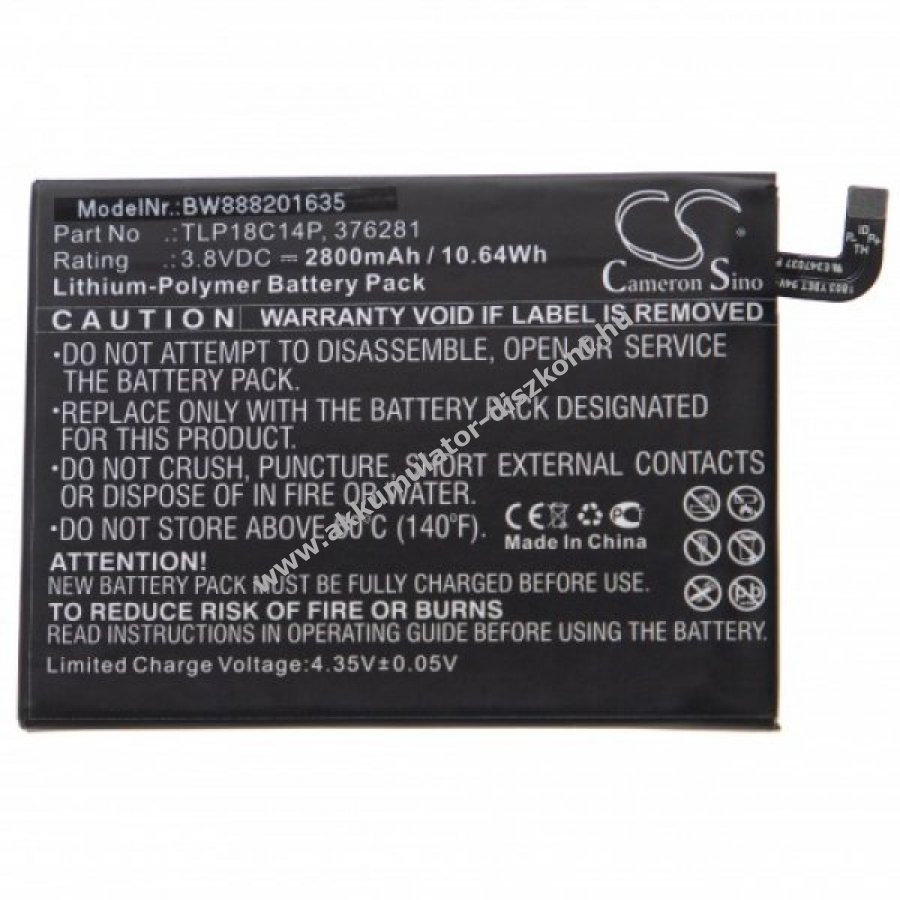 ModelNr.:BW888201635
Part No :TLP18C14P, 376281
Rating :3.8VDC ⎓ 2800mAh / 10.64Wh
Lithium-Polymer Battery Pack
CS
Cameron Sino
CAUTION WARRANTY VOID IF LABEL IS REMOVED
•DO NOT ATTEMPT TO DISASSEMBLE, OPEN OR SERVICE
THE BATTERY PACK.
•REPLACE ONLY WITH THE BATTERY PACK DESIGNATED
FOR THIS PRODUCT.
•DO NOT CRUSH, PUNCTURE, SHORT EXTERNAL CONTACTS
OR DISPOSE OF IN FIRE OR WATER.
•DO NOT STORE ABOVE 60°C (140°F).
CE
Made In China
ATTENTION!
NEW BATTERY PACK MUST BE FULLY CHARGED BEFORE USE
TO REDUCE RISK OF FIRE OR BURNS
READ INSTRUCTIONS IN OPERATING GUIDE BEFORE USE THE BATTERY.
Limited Charge Voltage:4.35V±0.05V
www.akkumulator-diszkont.hu
ID P+
P- TH